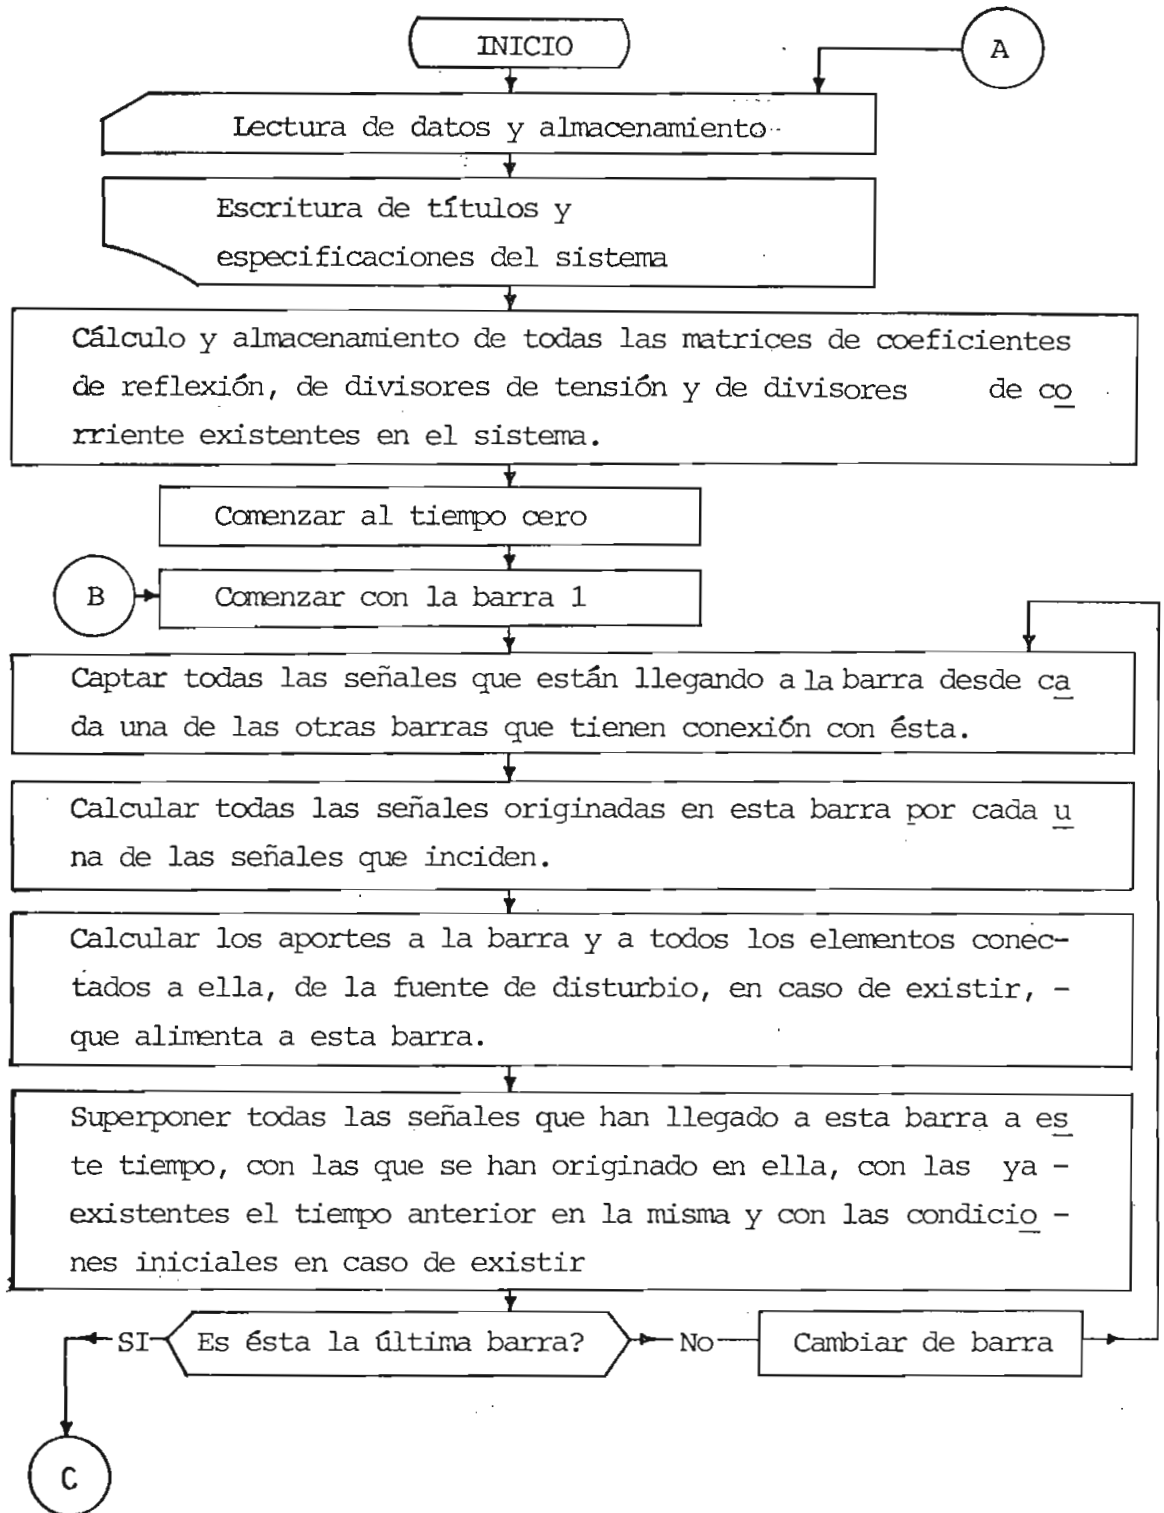 INICIO
A
Lectura de datos y almacenamiento
Escritura de títulos y
especificaciones del sistema
Cálculo y almacenamiento de todas las matrices de coeficientes
de reflexión, de divisores de tensión y de divisores de co
rriente existentes en el sistema.
Comenzar al tiempo cero
B
Comenzar con la barra 1
Captar todas las señales que están llegando a la barra desde ca
da una de las otras barras que tienen conexión con ésta.
Calcular todas las señales originadas en esta barra por cada u
na de las señales que inciden.
Calcular los aportes a la barra y a todos los elementos conec-
tados a ella, de la fuente de disturbio, en caso de existir, -
que alimenta a esta barra.
Superponer todas las señales que han llegado a esta barra a es
te tiempo, con las que se han originado en ella, con las ya -
existentes el tiempo anterior en la misma y con las condicio -
nes iniciales en caso de existir
SI
Es ésta la última barra?
No
Cambiar de barra
C